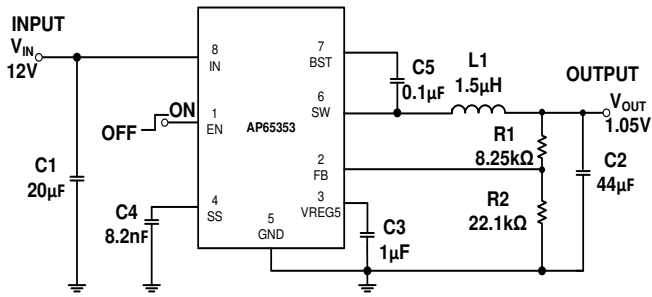 INPUT
VIN
12V
C1
20µF
OFF
ON
C4
8.2nF
8
IN
1
EN
4
SS
5
GND
AP65353
7
BST
6
SW
2
FB
3
VREG5
C5
0.1µF
L1
1.5µH
C3
1µF
R1
8.25kΩ
R2
22.1kΩ
OUTPUT
VOUT
1.05V
C2
44µF